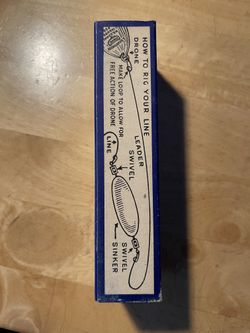 HOW TO RIG YOUR LINE
DRONE
MAKE LOOP TO ALLOW FOR
FREE ACTION OF DRONE
LINE
LEADER
SWIVEL
SWIVEL
SINKER